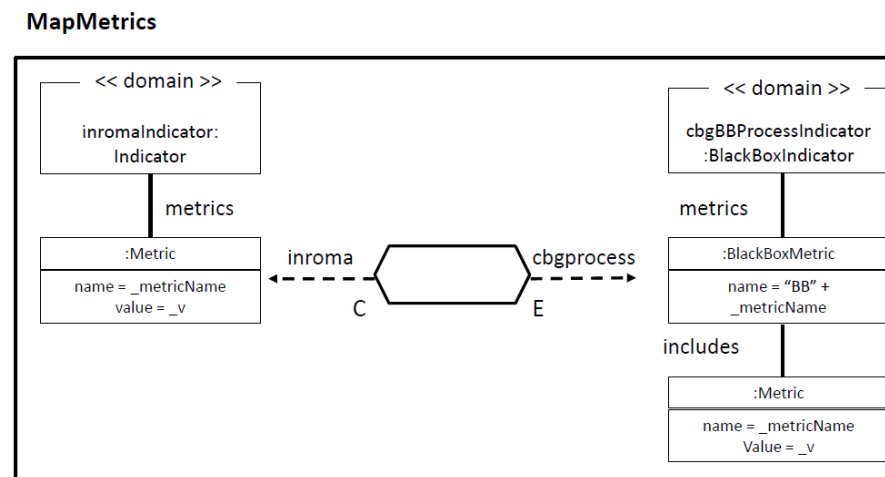 MapMetrics
<< domain >>
inromaIndicator:
Indicator
metrics
:Metric
name = _metricName
value = _v
inroma
C
cbgprocess
E
<< domain >>
cbgBBProcessIndicator
:BlackBoxIndicator
metrics
:BlackBoxMetric
name = “BB” +
_metricName
includes
:Metric
name = _metricName
Value = _v